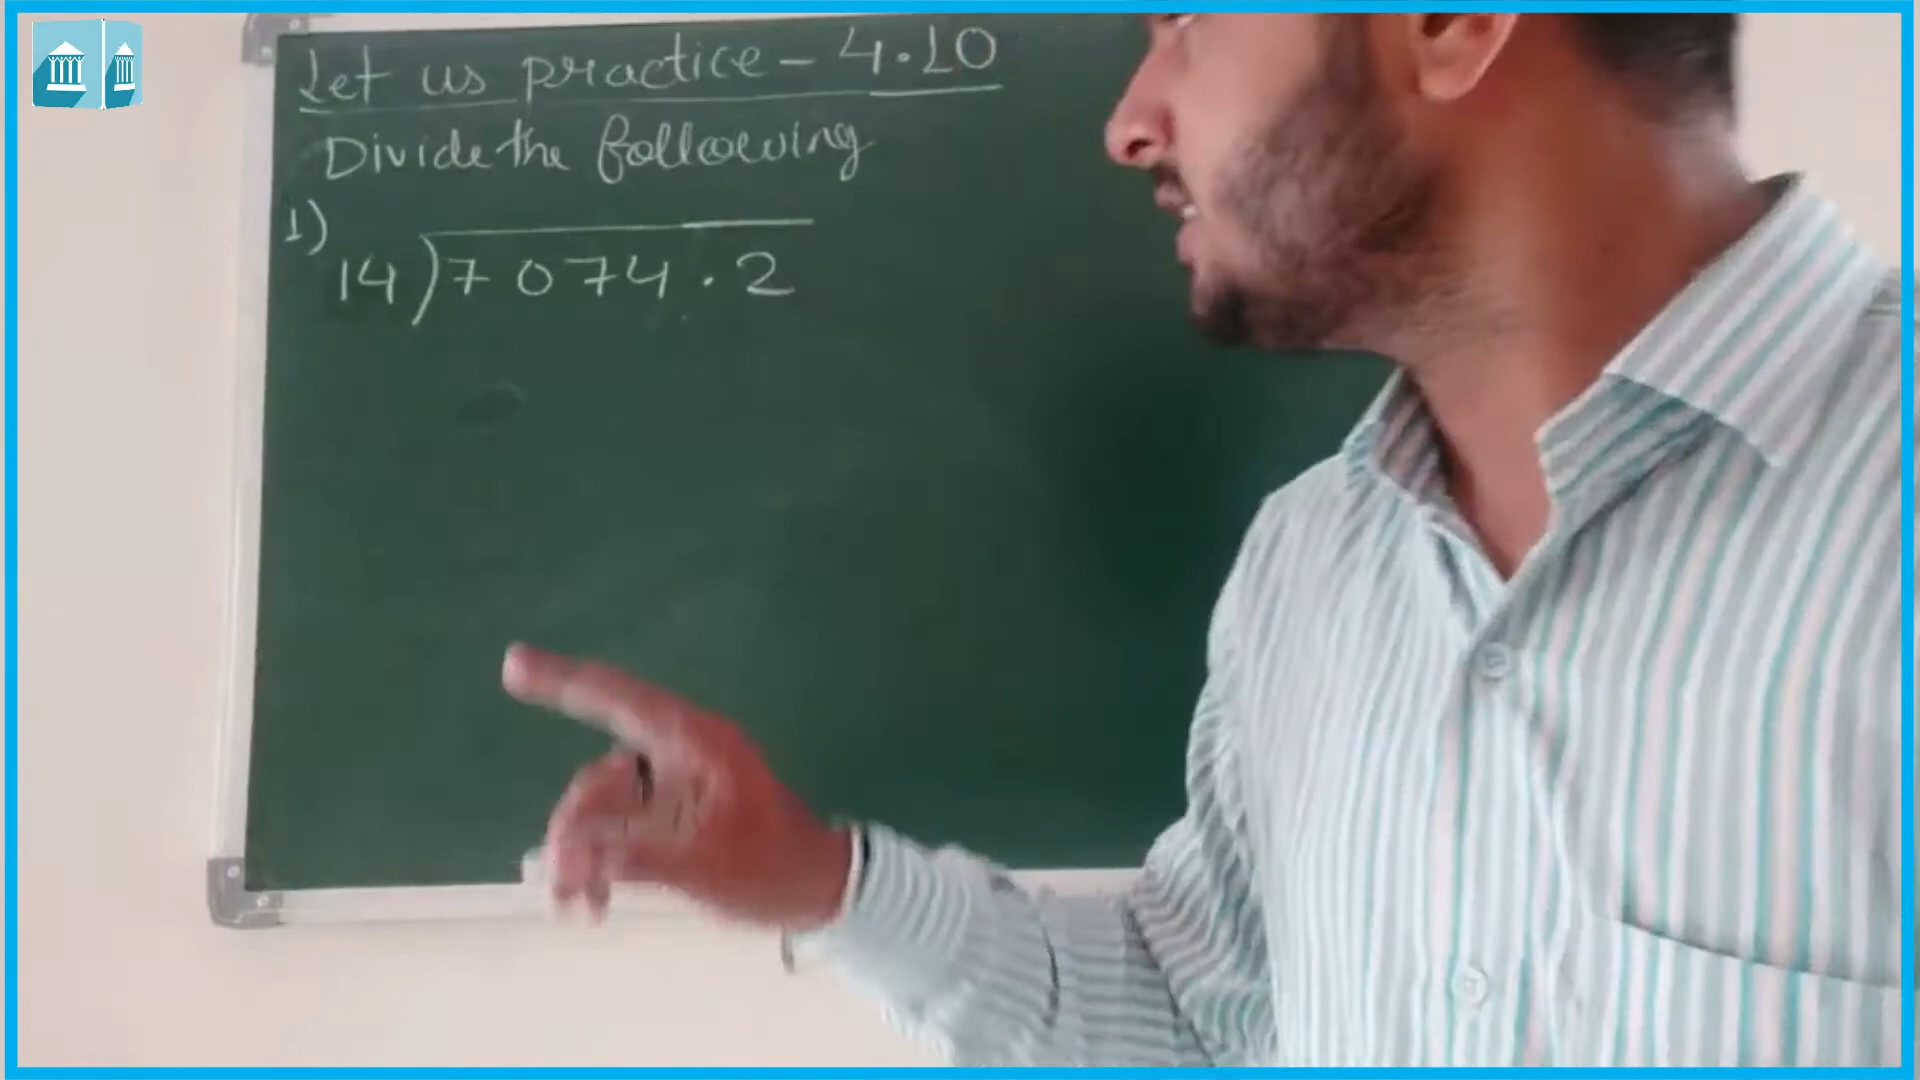 Let us practice - 4.10
Divide the following
1)
14)7074.2